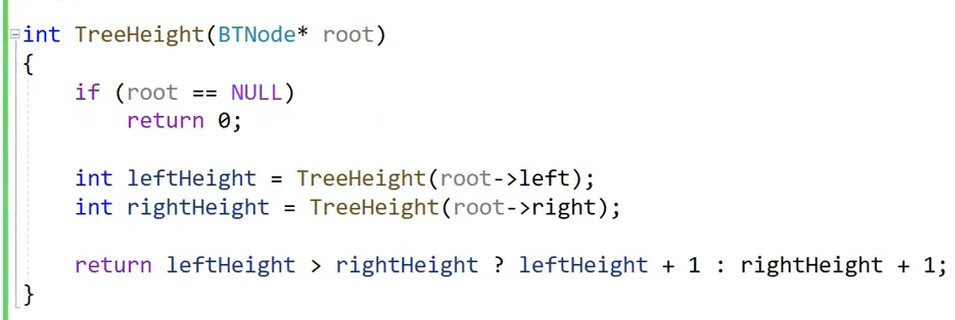 int TreeHeight(BTNode* root)
{
    if (root == NULL)
        return 0;

    int leftHeight = TreeHeight(root->left);
    int rightHeight = TreeHeight(root->right);

    return leftHeight > rightHeight ? leftHeight + 1 : rightHeight + 1;
}